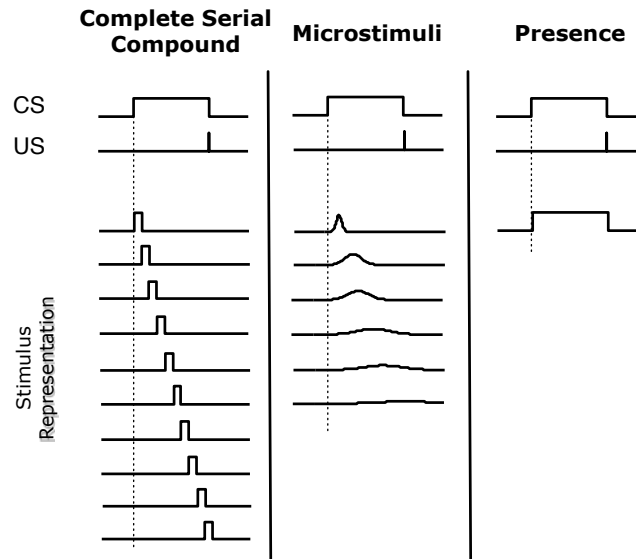 Complete Serial
Compound
Microstimuli
Presence
CS
US
Stimulus
Representation